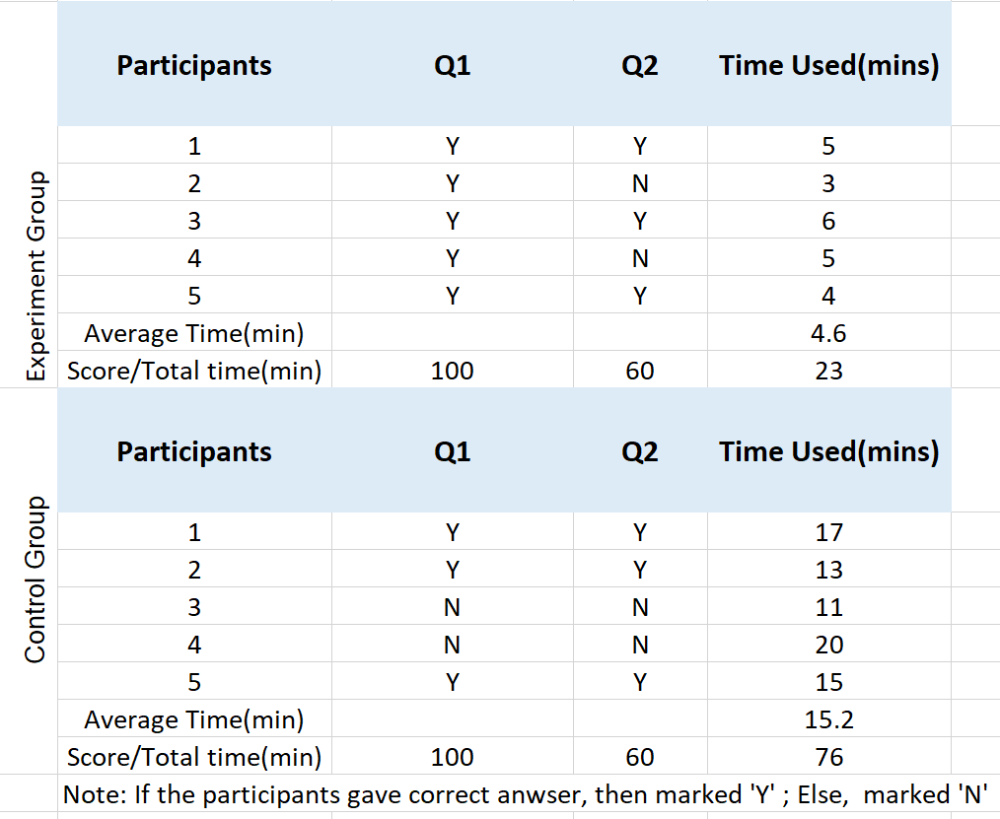 Participants Q1 Q2 Time Used(mins)
Experiment Group
1 Y Y 5
2 Y N 3
3 Y Y 6
4 Y N 5
5 Y Y 4
Average Time(min) 4.6
Score/Total time(min) 100 60 23
Participants Q1 Q2 Time Used(mins)
Control Group
1 Y Y 17
2 Y Y 13
3 N N 11
4 N N 20
5 Y Y 15
Average Time(min) 15.2
Score/Total time(min) 100 60 76
Note: If the participants gave correct anwser, then marked 'Y' ; Else, marked 'N'